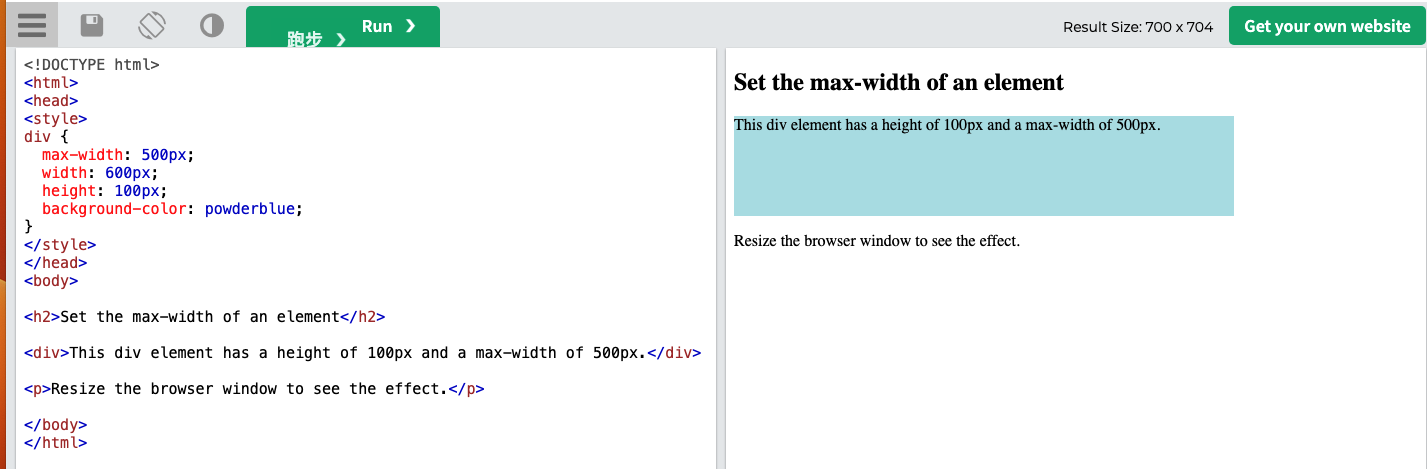 Run ❯
跑步 ❯
Result Size: 700 x 704
Get your own website
<!DOCTYPE html>
<html>
<head>
<style>
div {
  max-width: 500px;
  width: 600px;
  height: 100px;
  background-color: powderblue;
}
</style>
</head>
<body>

<h2>Set the max-width of an element</h2>

<div>This div element has a height of 100px and a max-width of 500px.</div>

<p>Resize the browser window to see the effect.</p>

</body>
</html>
Set the max-width of an element
This div element has a height of 100px and a max-width of 500px.
Resize the browser window to see the effect.